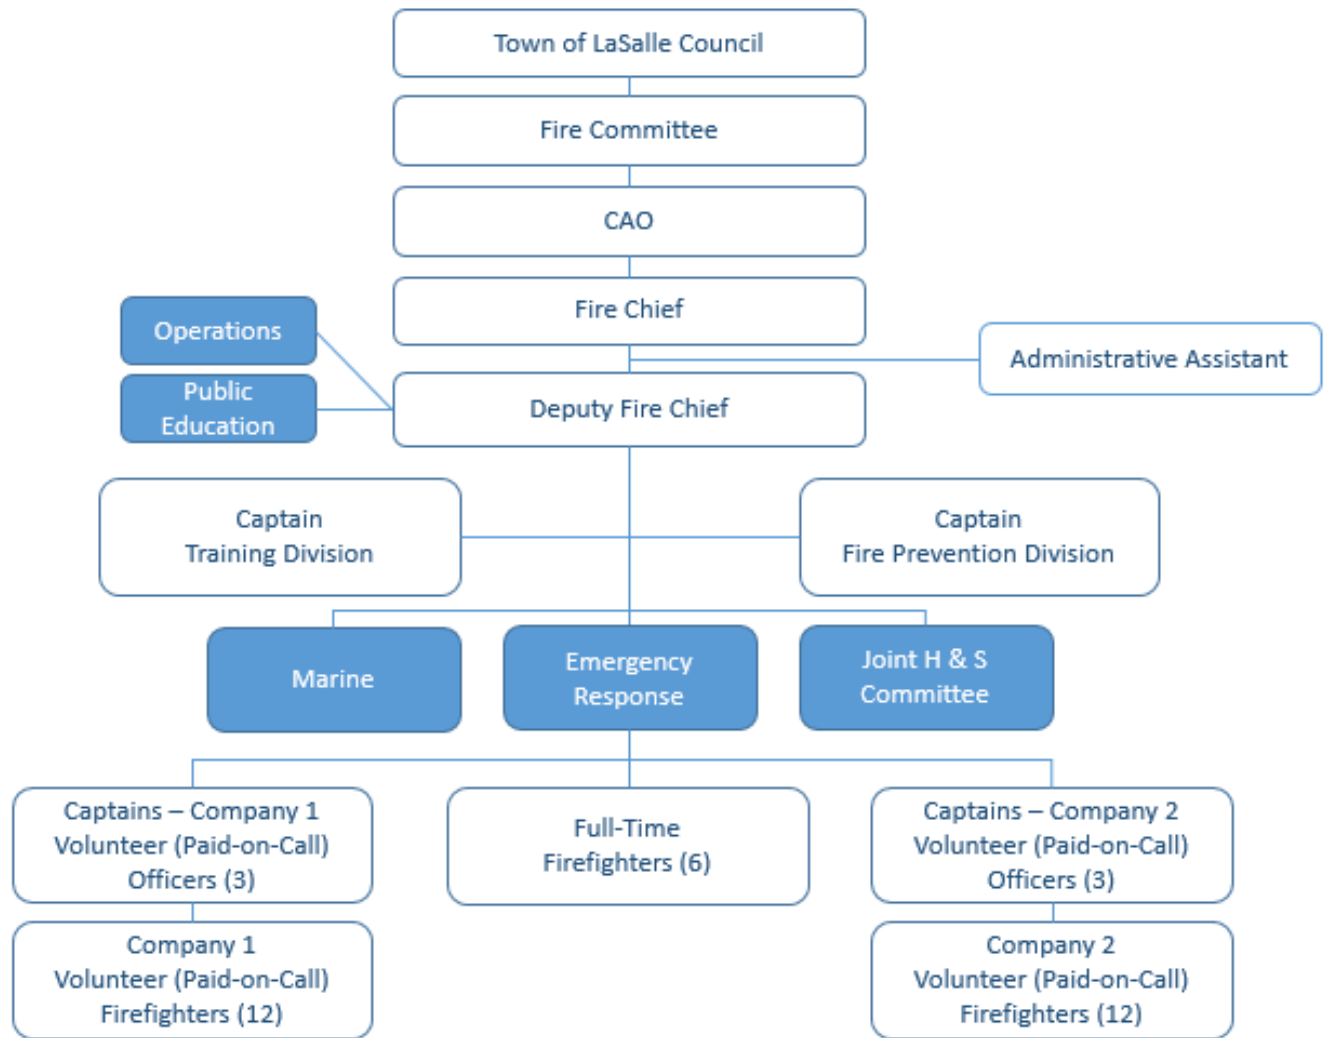 Town of LaSalle Council
Fire Committee
CAO
Fire Chief
Operations
Administrative Assistant
Public
Education
Deputy Fire Chief
Captain
Training Division
Captain
Fire Prevention Division
Marine
Emergency
Response
Joint H & S
Committee
Captains – Company 1
Volunteer (Paid-on-Call)
Officers (3)
Full-Time
Firefighters (6)
Captains – Company 2
Volunteer (Paid-on-Call)
Officers (3)
Company 1
Volunteer (Paid-on-Call)
Firefighters (12)
Company 2
Volunteer (Paid-on-Call)
Firefighters (12)